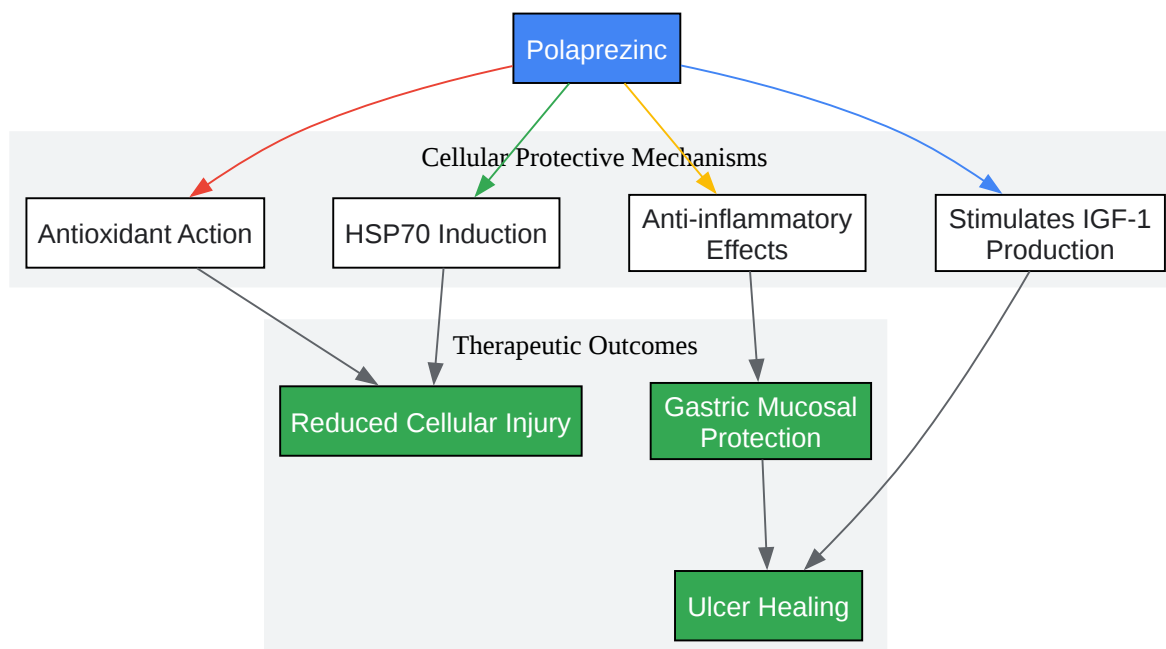 Polaprezinc
Cellular Protective Mechanisms
Antioxidant Action
HSP70 Induction
Anti-inflammatory
Effects
Stimulates IGF-1
Production
Therapeutic Outcomes
Reduced Cellular Injury
Gastric Mucosal
Protection
Ulcer Healing